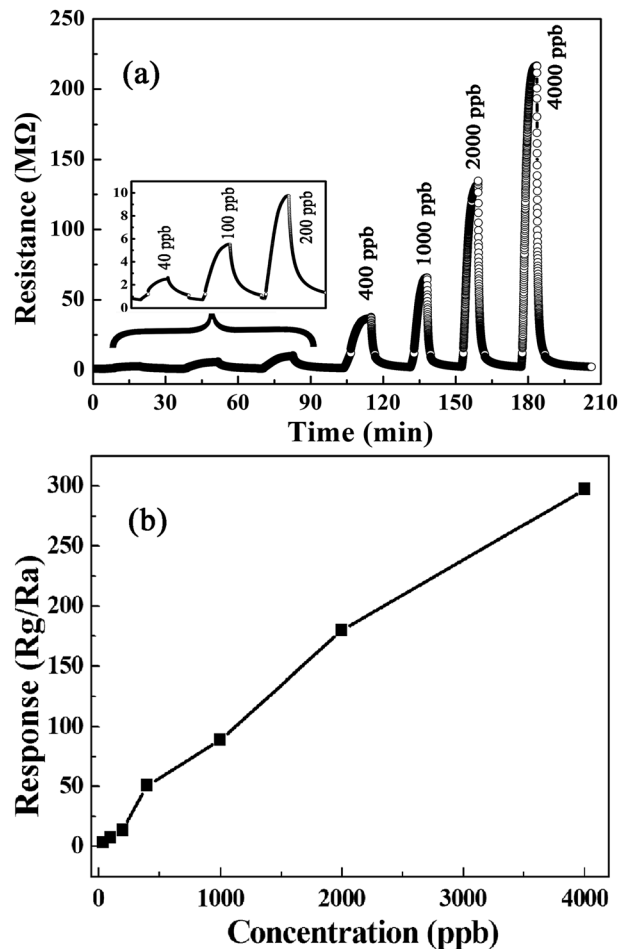 (a)
Resistance (MΩ)
250
200
150
100
50
0
0 30 60 90 120 150 180 210
Time (min)
10
8
6
4
2
0
40 ppb
100 ppb
200 ppb
400 ppb
1000 ppb
2000 ppb
4000 ppb
(b)
Response (Rg/Ra)
300
250
200
150
100
50
0
0 1000 2000 3000 4000
Concentration (ppb)